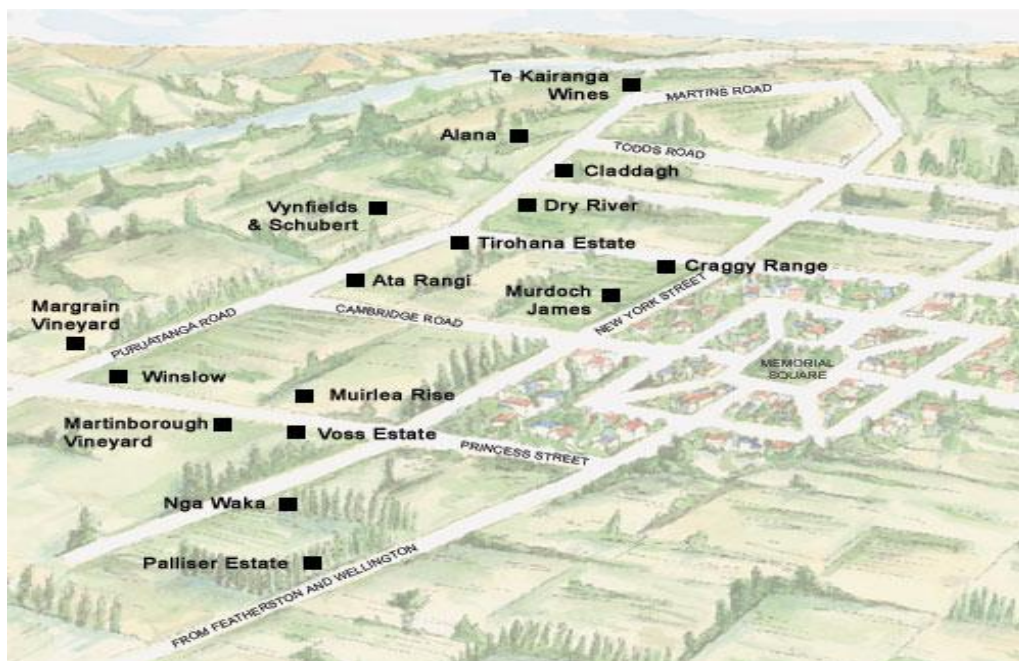 Te Kairanga
Wines
MARTINS ROAD
Alana
TODDS ROAD
Claddagh
Vynfields
& Schubert
Dry River
Tirohana Estate
Craggy Range
Ata Rangi
Murdoch
James
NEW YORK STREET
Margrain
Vineyard
PURUATANGA ROAD
CAMBRIDGE ROAD
MEMORIAL
SQUARE
Winslow
Muirlea Rise
Martinborough
Vineyard
Voss Estate
PRINCESS STREET
Nga Waka
Palliser Estate
FROM FEATHERSTON AND WELLINGTON